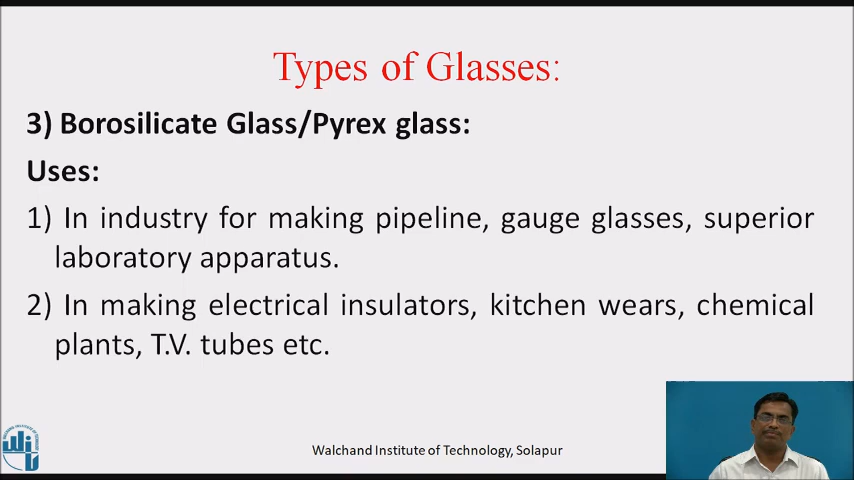 Types of Glasses:
3) Borosilicate Glass/Pyrex glass:
Uses:
1) In industry for making pipeline, gauge glasses, superior
laboratory apparatus.
2) In making electrical insulators, kitchen wears, chemical
plants, T.V. tubes etc.
Walchand Institute of Technology, Solapur